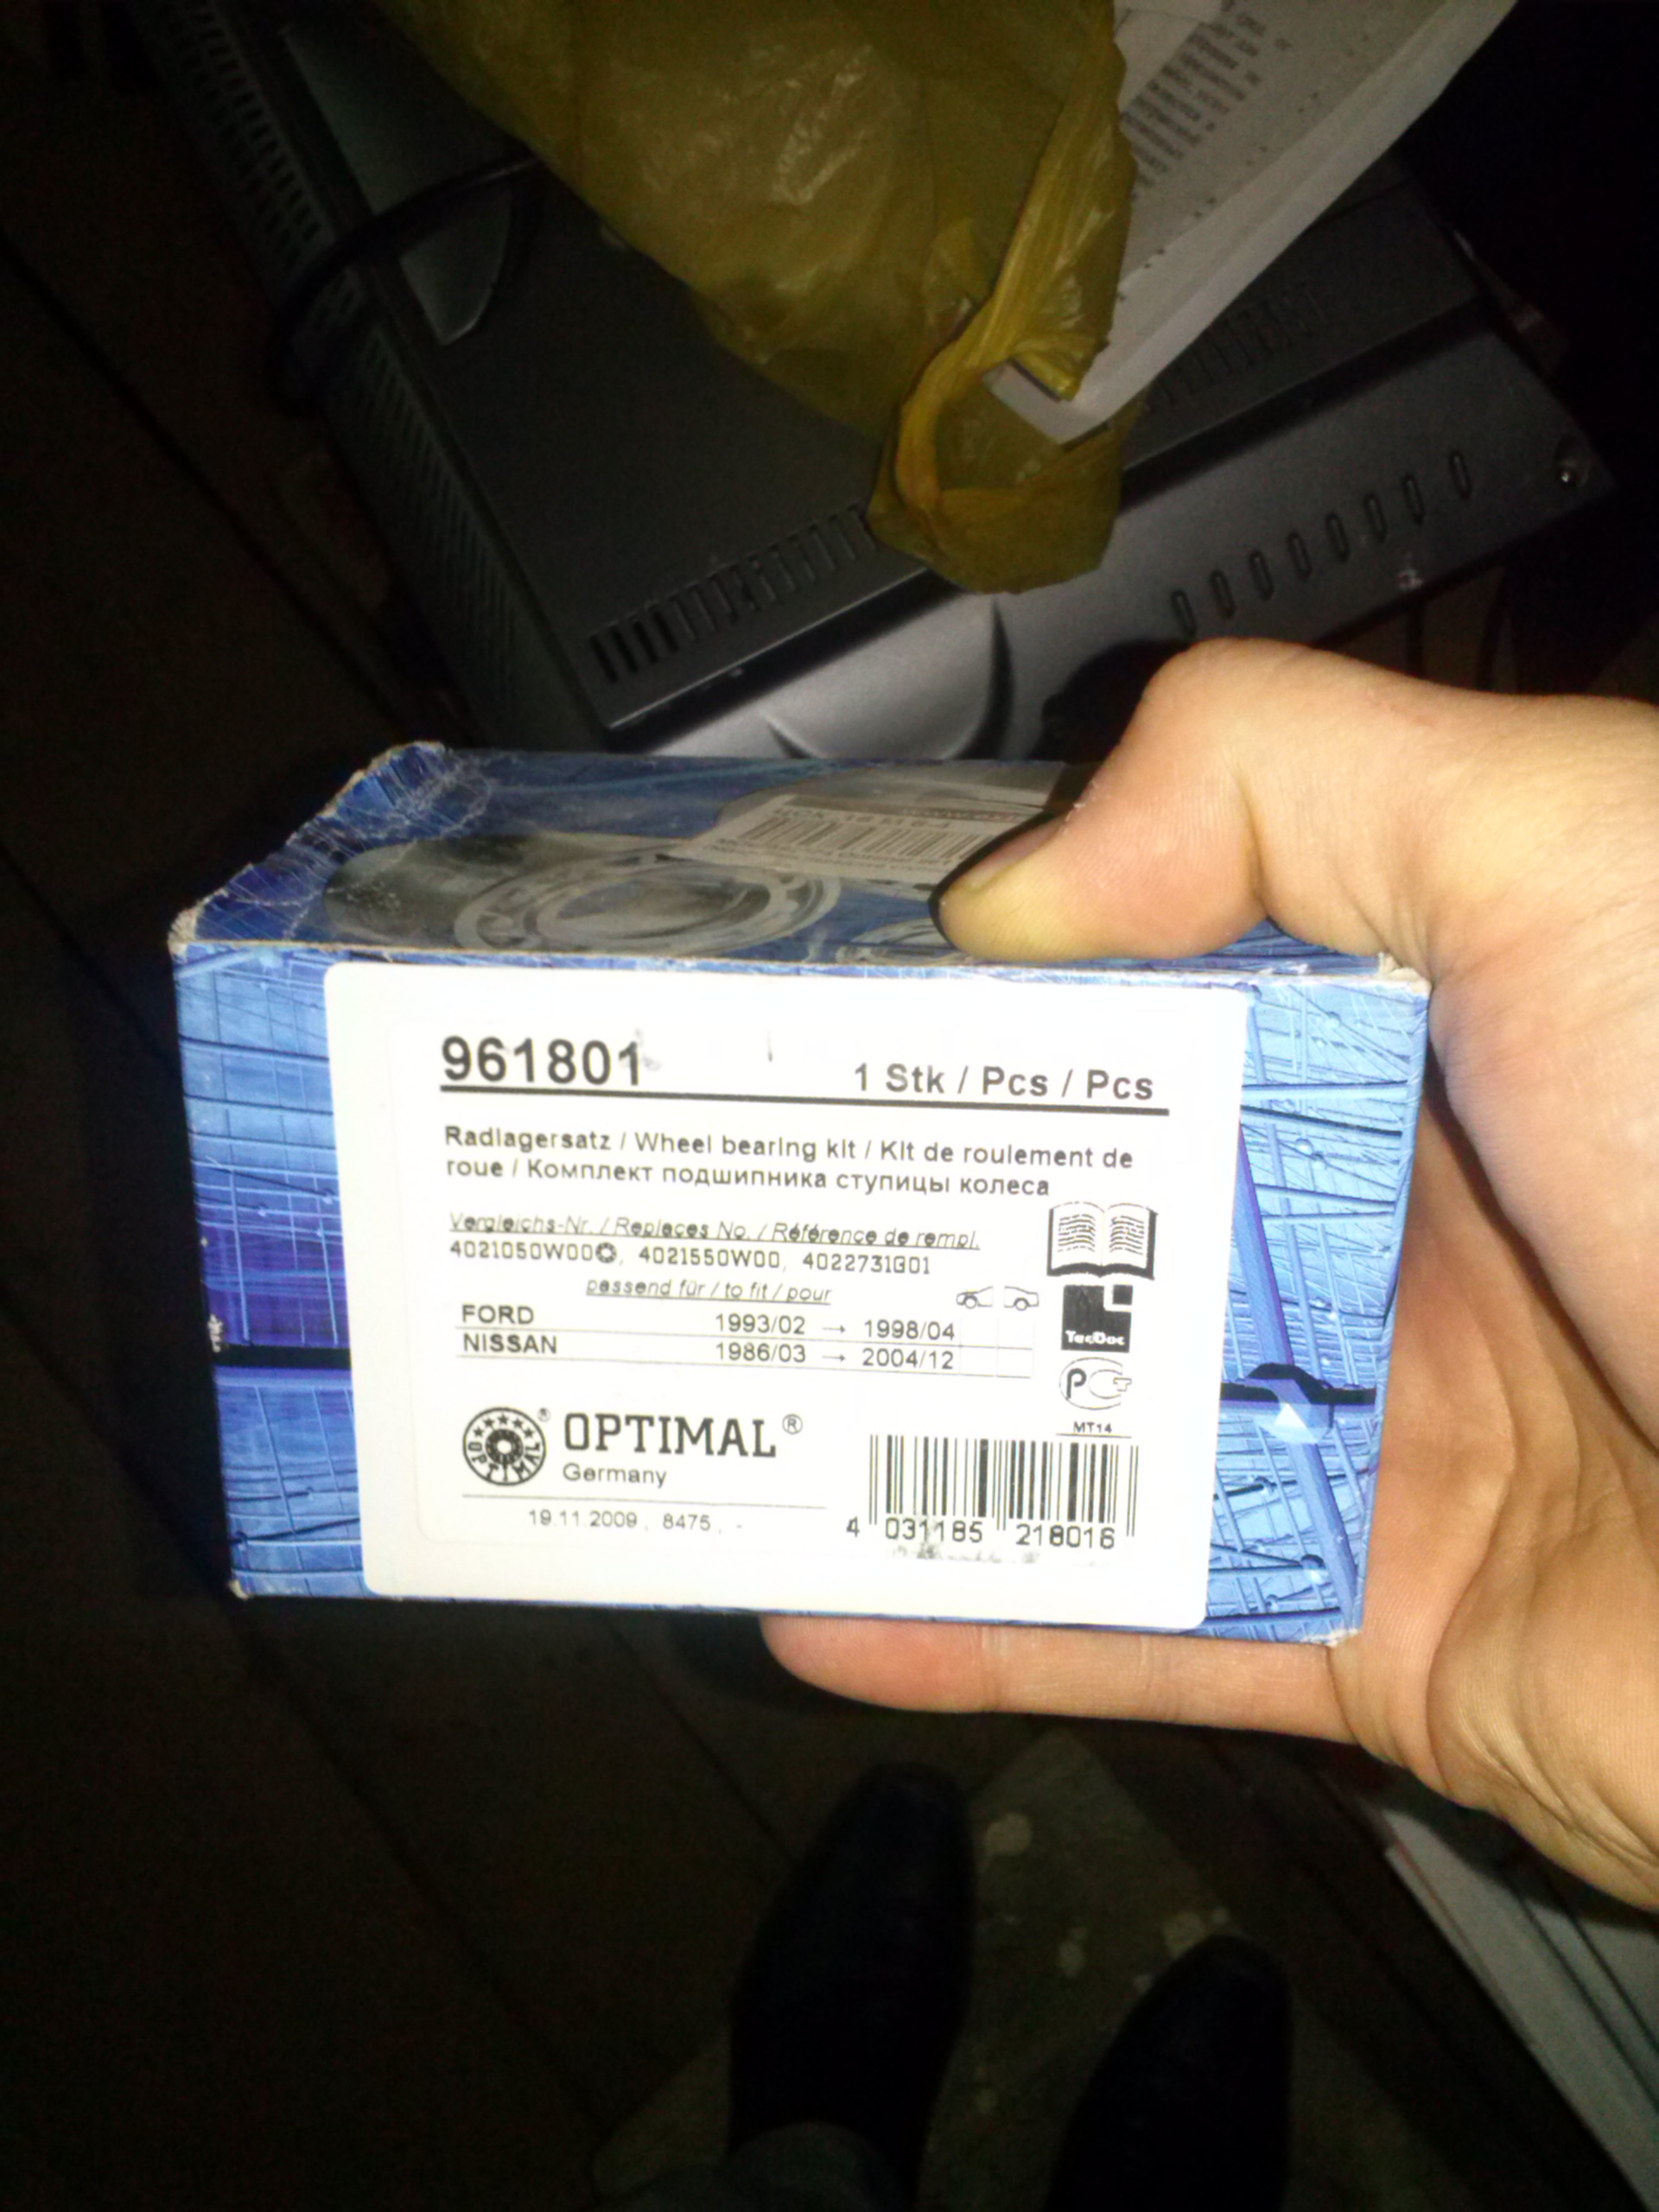 961801
1 Stk / Pcs / Pcs
Radlagersatz / Wheel bearing kit / Kit de roulement de
roue / Комплект подшипника ступицы колеса
Vergleichs-Nr. / Replaces No. / Référence de rempl.
4021050W00, 4021550W00, 4022731G01
passend für / to fit / pour
FORD 1993/02 → 1998/04
NISSAN 1986/03 → 2004/12
TecDoc
РСТ
MT14
OPTIMAL
OPTIMAL ®
Germany
19.11.2009, 8475, -
4 031185 218016